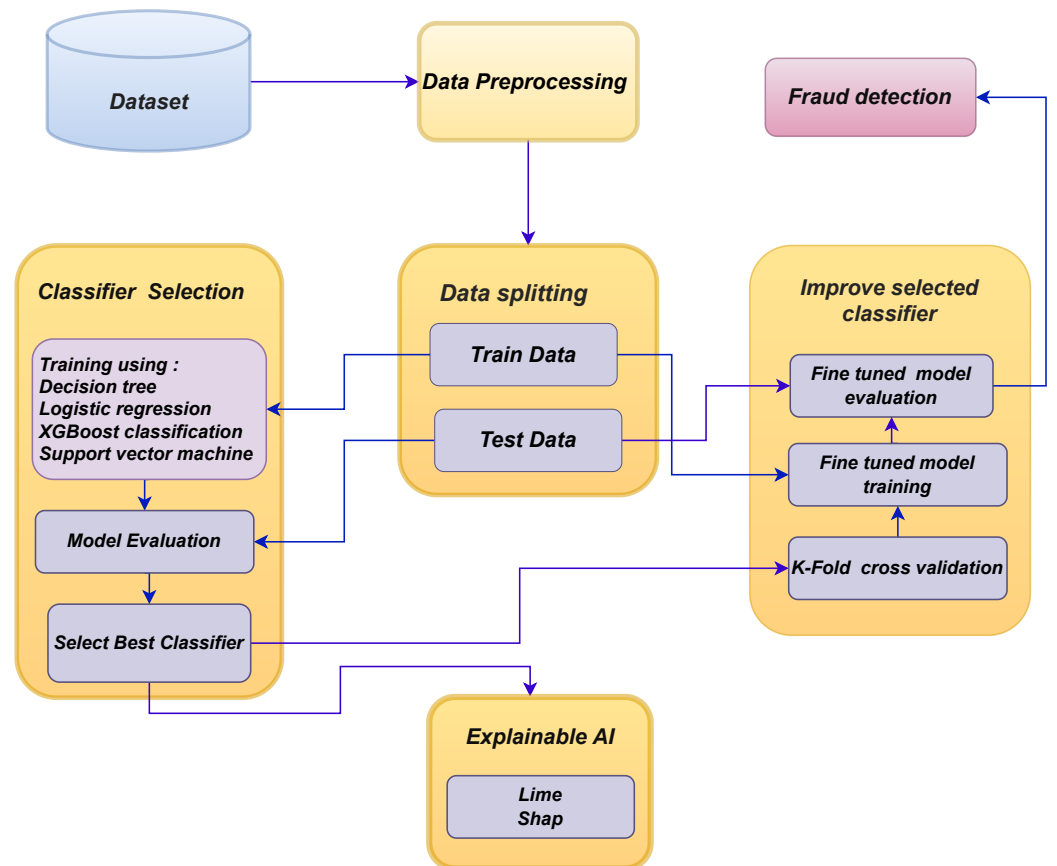 Dataset
Data Preprocessing
Fraud detection
Classifier Selection
Training using :
Decision tree
Logistic regression
XGBoost classification
Support vector machine
Model Evaluation
Select Best Classifier
Data splitting
Train Data
Test Data
Improve selected
classifier
Fine tuned model
evaluation
Fine tuned model
training
K-Fold cross validation
Explainable AI
Lime
Shap